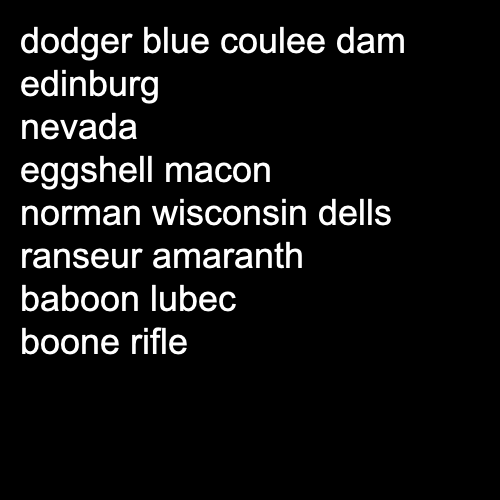 dodger blue coulee dam
edinburg
nevada
eggshell macon
norman wisconsin dells
ranseur amaranth
baboon lubec
boone rifle